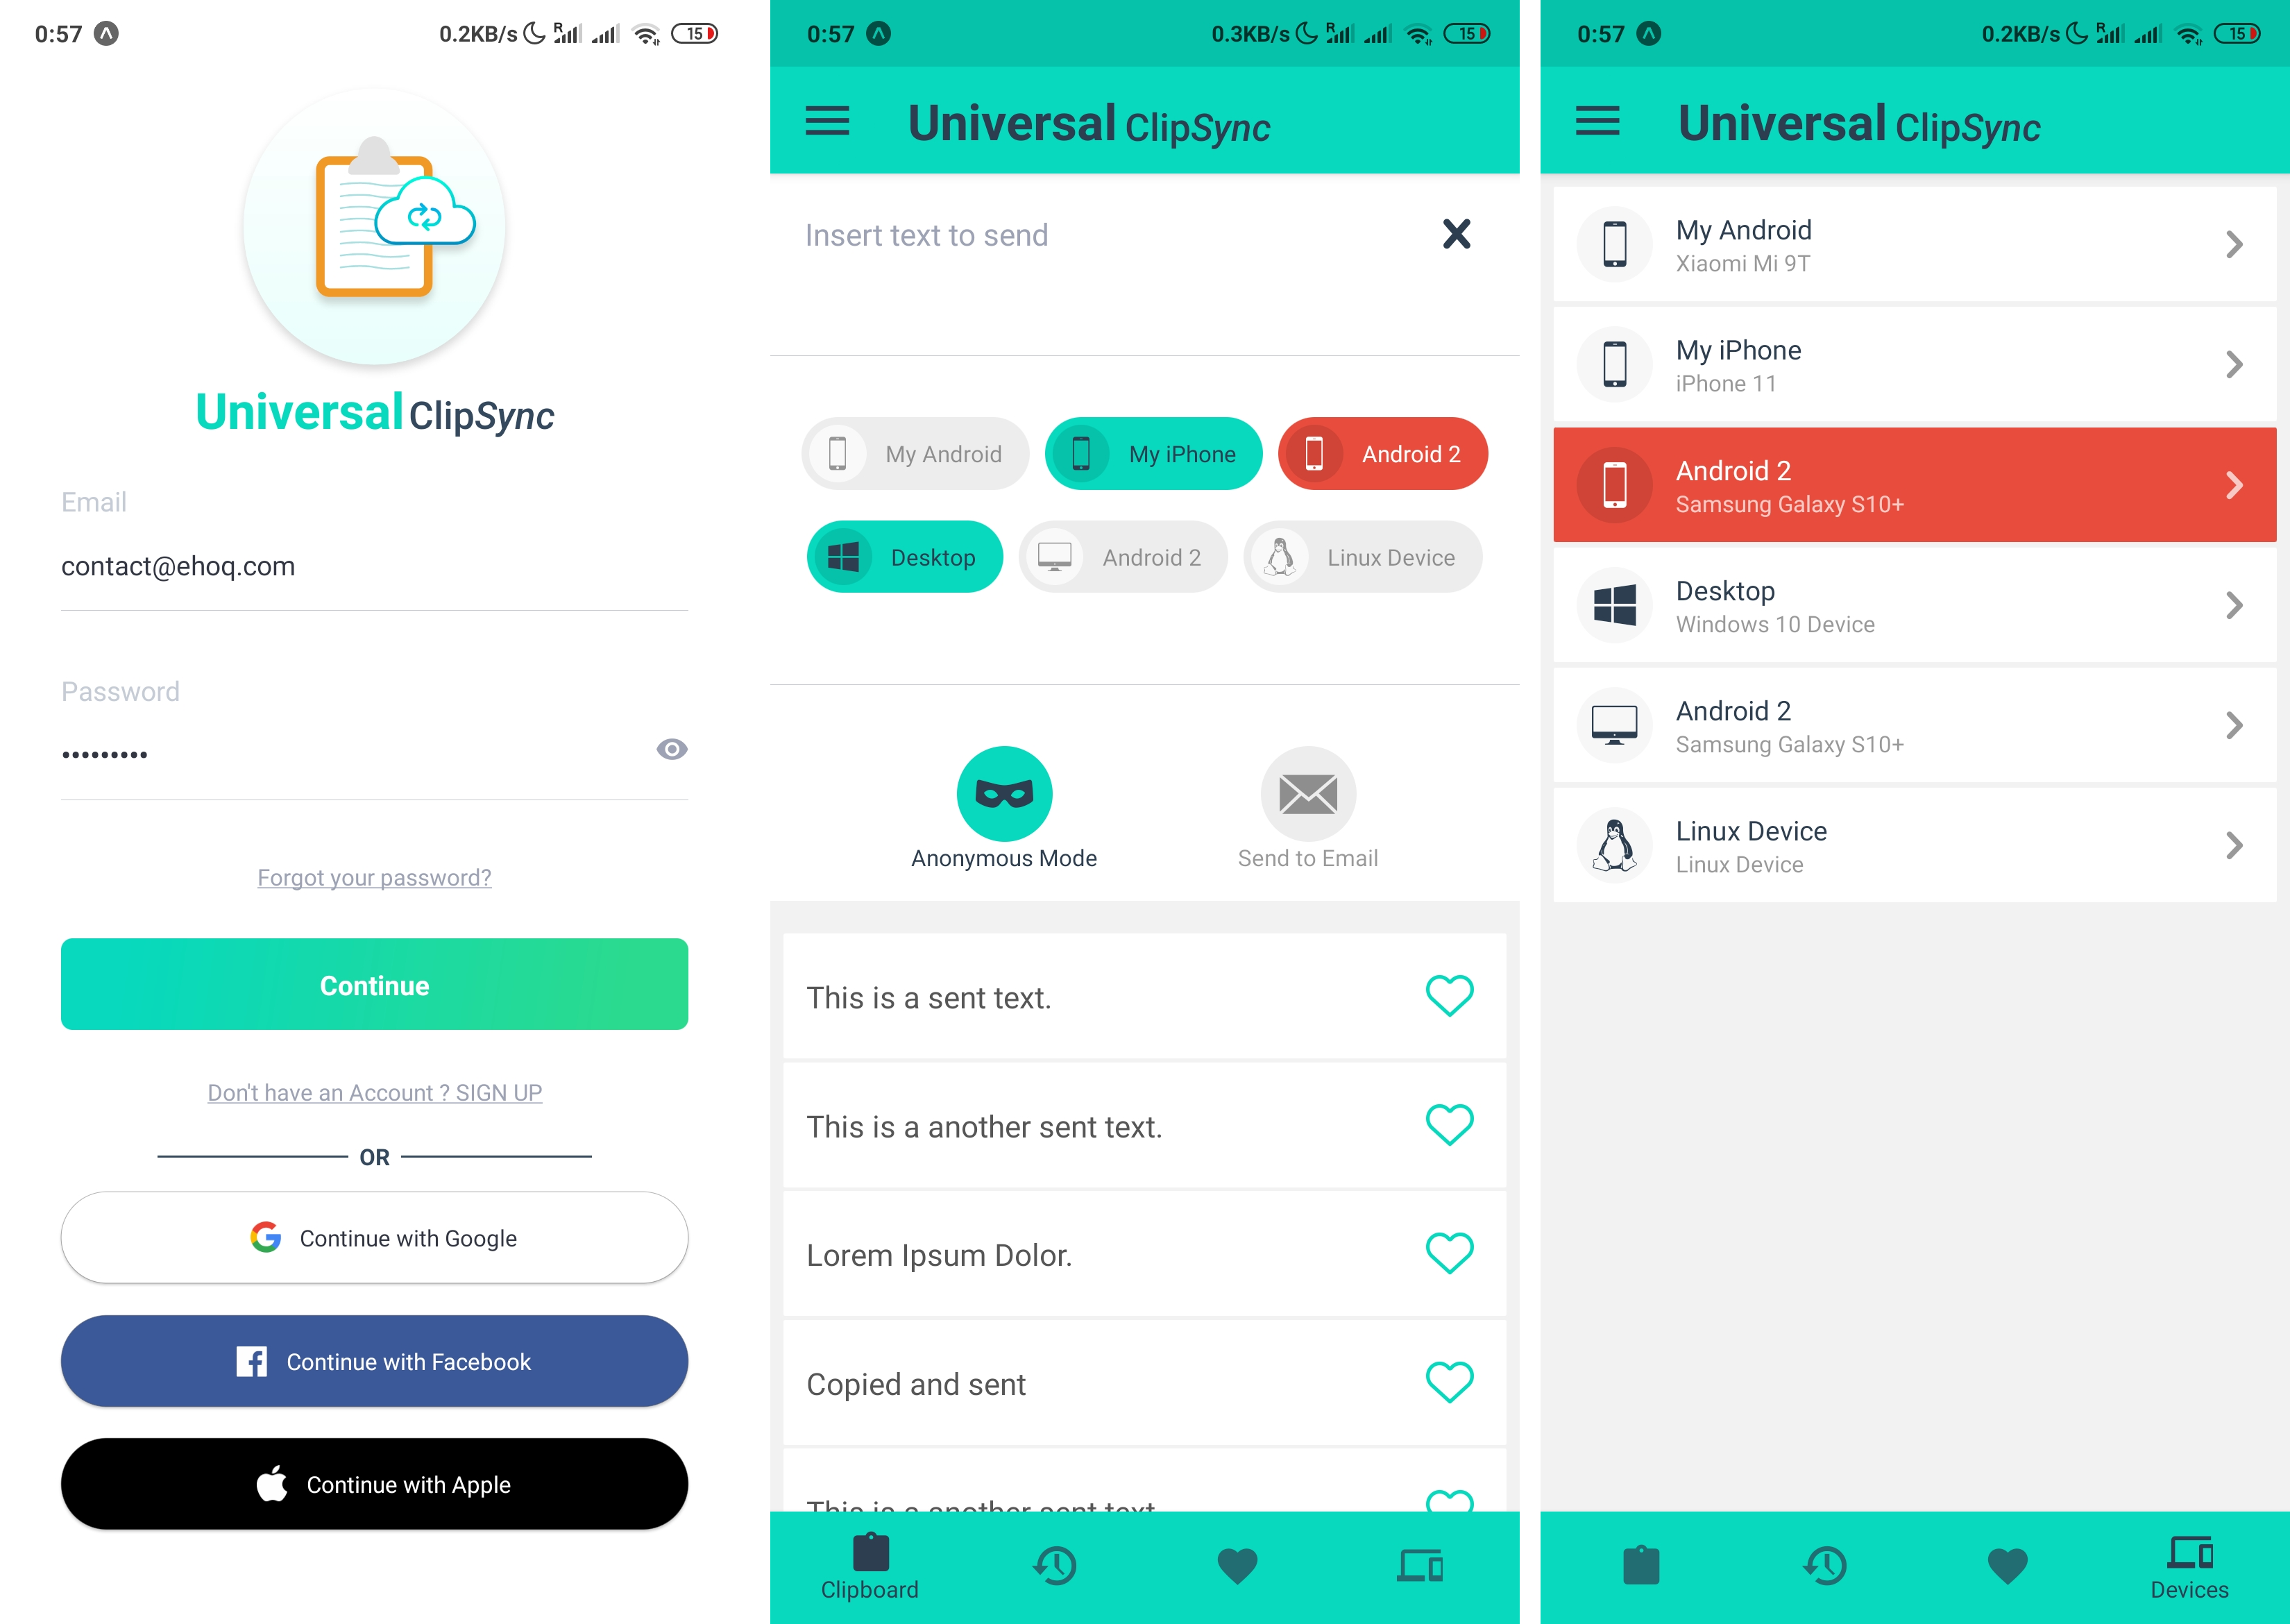 0:57
0.2KB/s
R
15
Universal ClipSync
Email
contact@ehoq.com
Password
•••••••••
Forgot your password?
Continue
Don't have an Account ? SIGN UP
OR
Continue with Google
Continue with Facebook
Continue with Apple
0:57
0.3KB/s
R
15
Universal ClipSync
Insert text to send
My Android
My iPhone
Android 2
Desktop
Android 2
Linux Device
Anonymous Mode
Send to Email
This is a sent text.
This is a another sent text.
Lorem Ipsum Dolor.
Copied and sent
This is a another sent text
Clipboard
0:57
0.2KB/s
R
15
Universal ClipSync
My Android
Xiaomi Mi 9T
My iPhone
iPhone 11
Android 2
Samsung Galaxy S10+
Desktop
Windows 10 Device
Android 2
Samsung Galaxy S10+
Linux Device
Linux Device
Devices